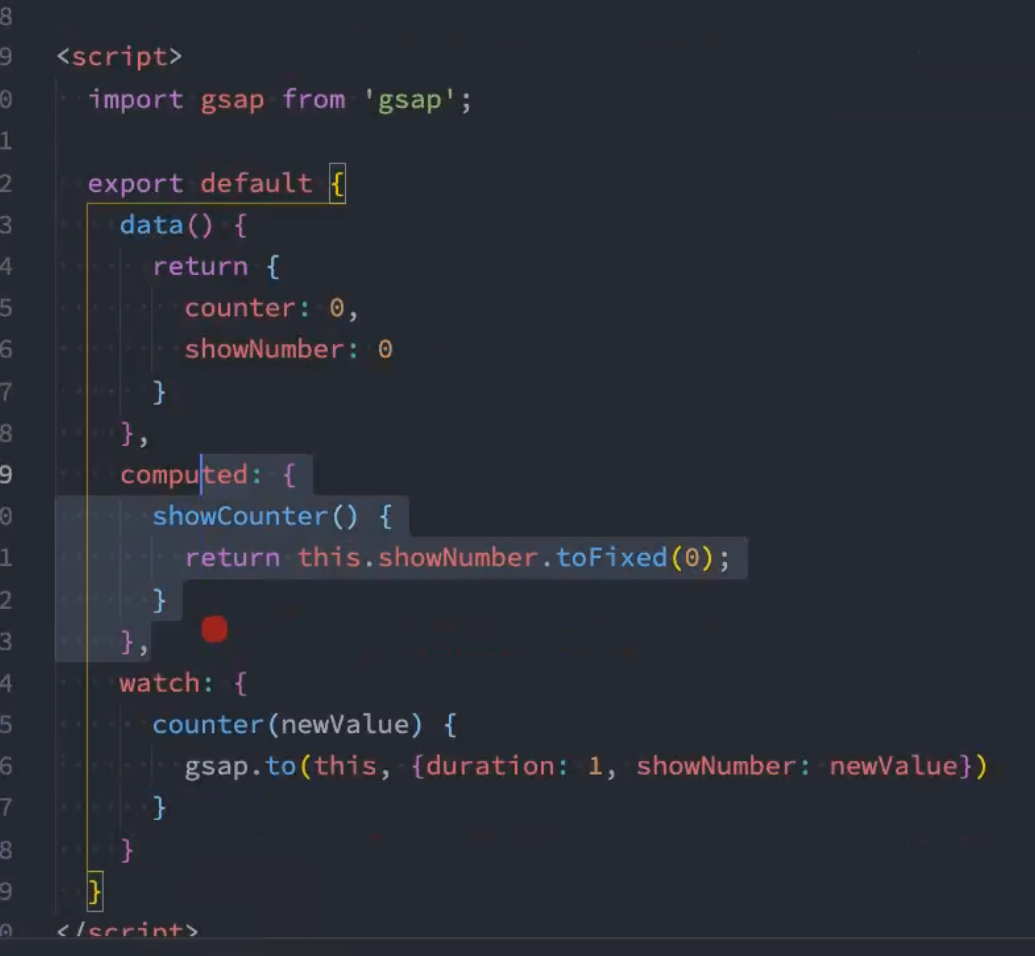 8
9 <script>
0 import gsap from 'gsap';
1
2 export default {
3 data() {
4 return {
5 counter: 0,
6 showNumber: 0
7 }
8 },
9 computed: {
0 showCounter() {
1 return this.showNumber.toFixed(0);
2 }
3 },
4 watch: {
5 counter(newValue) {
6 gsap.to(this, {duration: 1, showNumber: newValue})
7 }
8 }
9 }
0 </script>